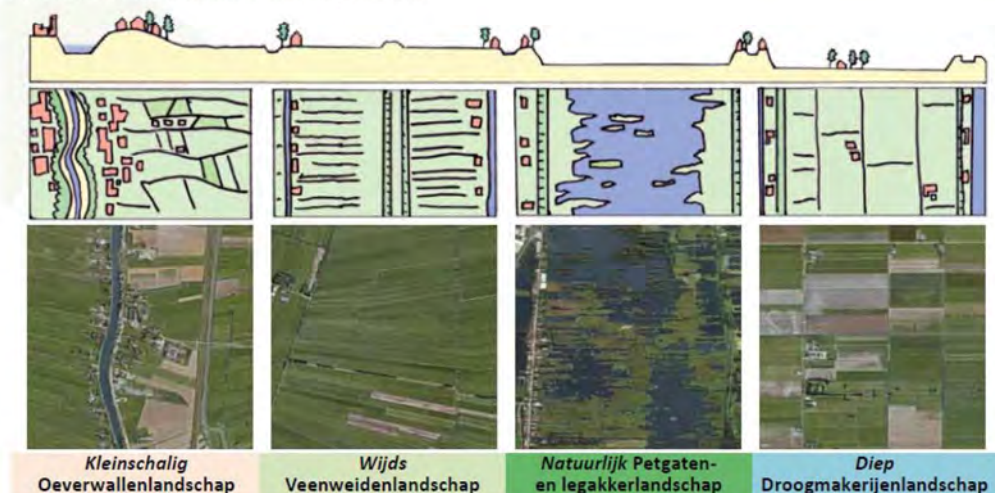 Kleinschalig
Oeverwallenlandschap
Wijds
Veenweidenlandschap
Natuurlijk Petgaten-
en legakkerlandschap
Diep
Droogmakerijenlandschap